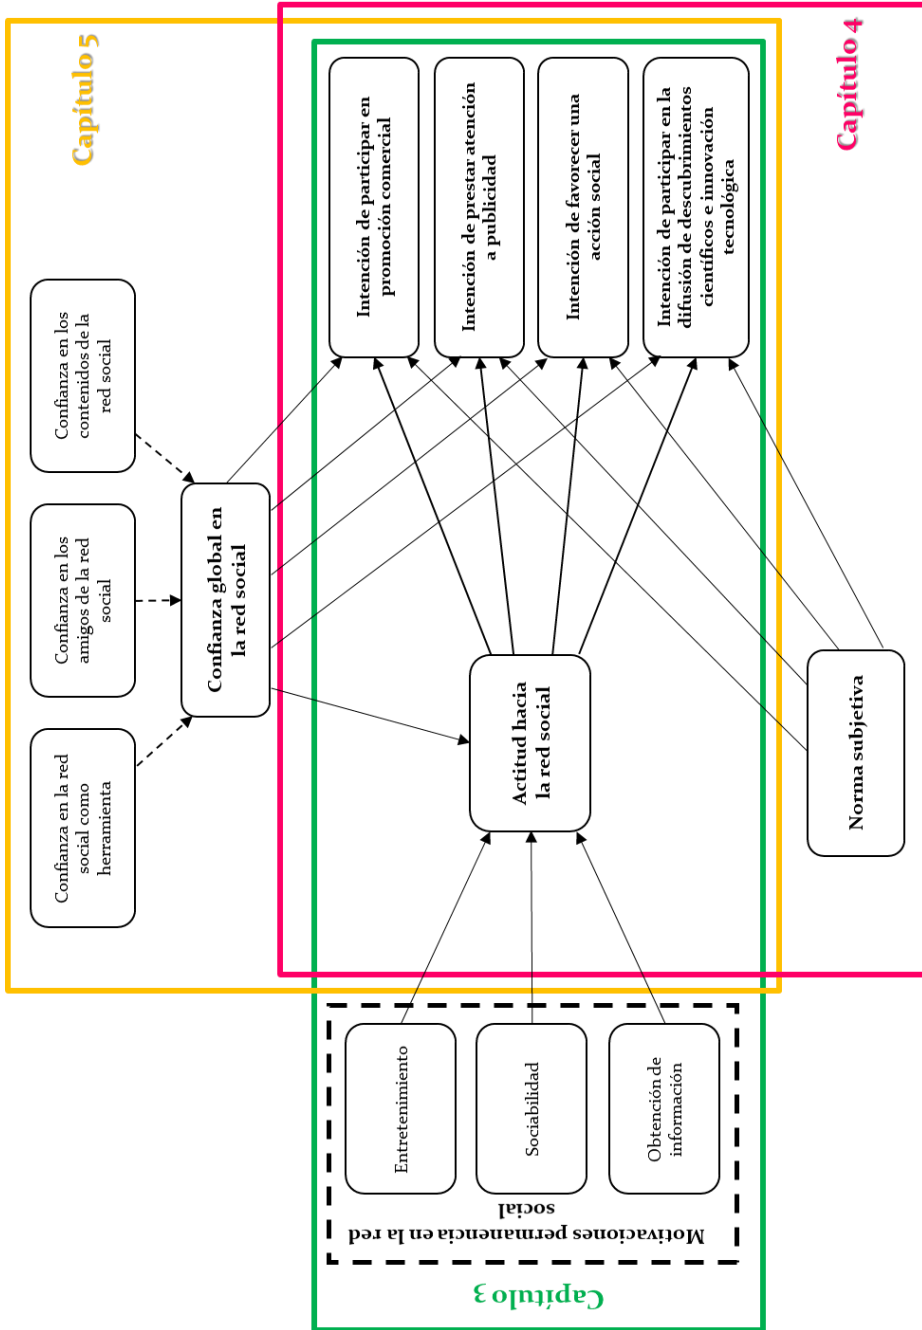 Capítulo 5
Confianza en la red
social como
herramienta
Confianza en los
amigos de la red
social
Confianza en los
contenidos de la
red social
Confianza global en
la red social
Capítulo 3
Motivaciones permanencia en la red
social
Entretenimiento
Sociabilidad
Obtención de
información
Actitud hacia
la red social
Intención de participar en
promoción comercial
Intención de prestar atención
a publicidad
Intención de favorecer una
acción social
Intención de participar en la
difusión de descubrimientos
científicos e innovación
tecnológica
Norma subjetiva
Capítulo 4